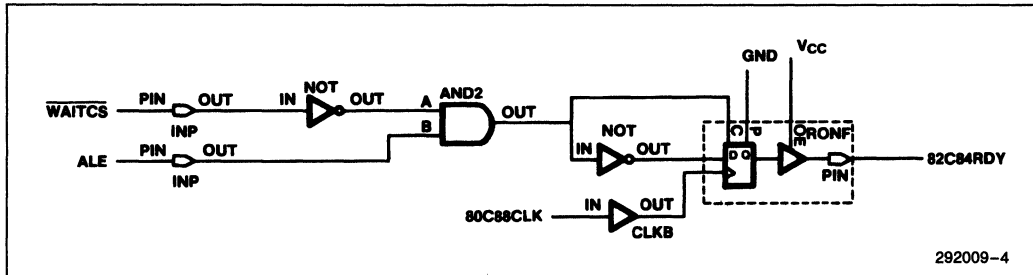 GND
VCC
NOT
AND2
WAITCS PIN OUT IN OUT A OUT
INP
B
NOT
C P OE RONF
ALE PIN OUT IN OUT D Q 82C84RDY
INP PIN
80C88CLK IN OUT
CLKB
292009-4